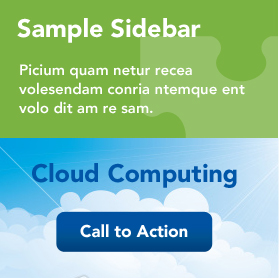 Sample Sidebar
Picium quam netur recea
volesendam conria ntemque ent
volo dit am re sam.
Cloud Computing
Call to Action